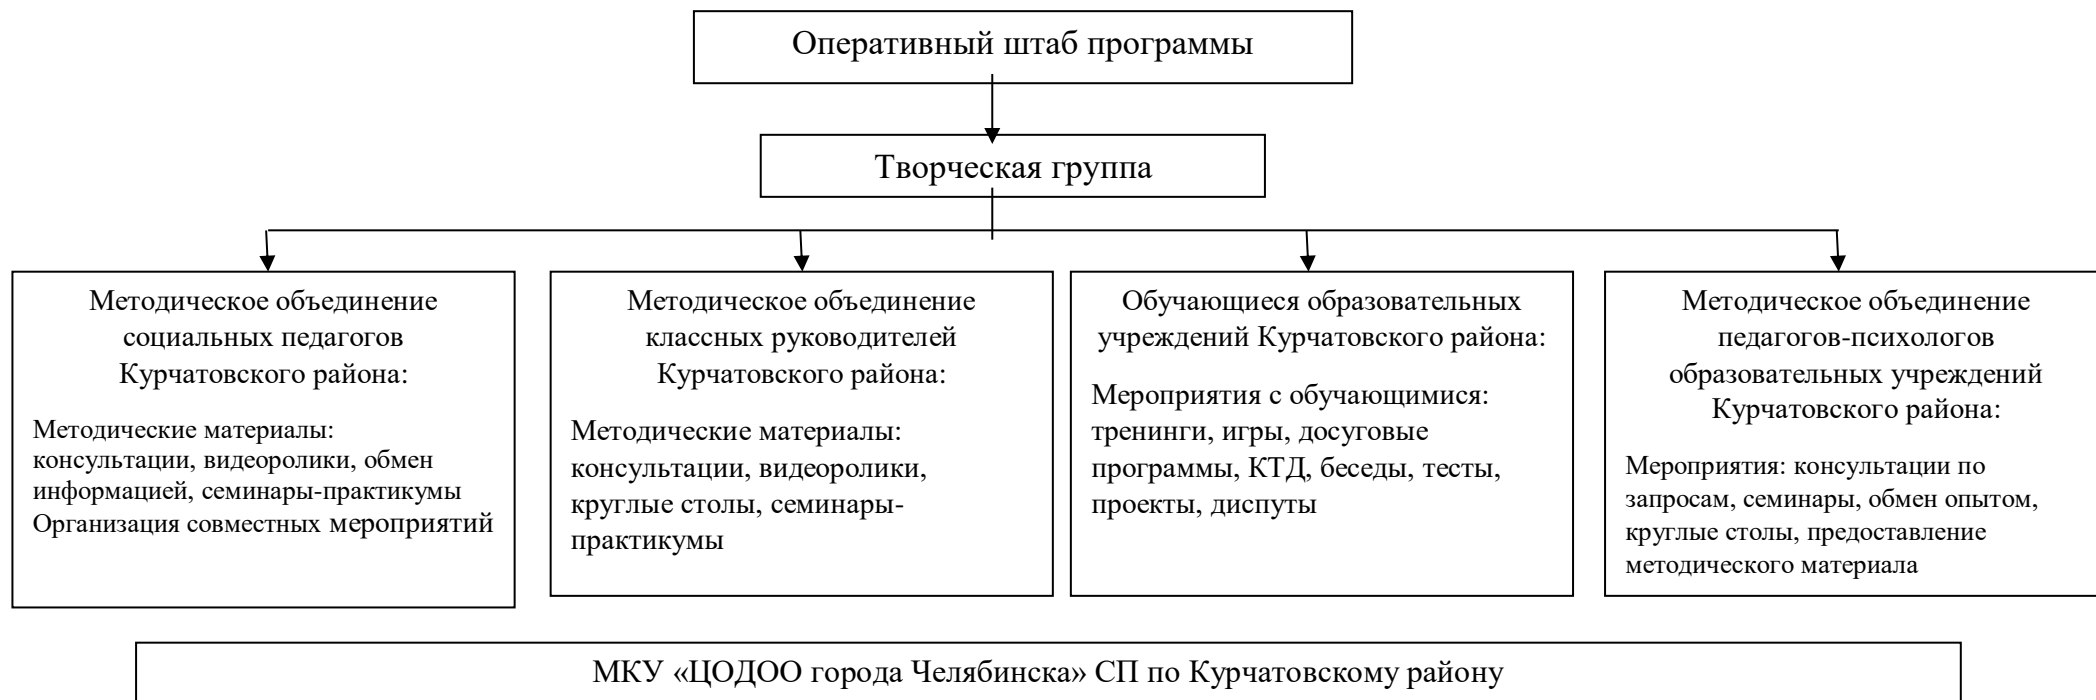 Оперативный штаб программы
Творческая группа
Методическое объединение
социальных педагогов
Курчатовского района:
Методические материалы:
консультации, видеоролики, обмен
информацией, семинары-практикумы
Организация совместных мероприятий
Методическое объединение
классных руководителей
Курчатовского района:
Методические материалы:
консультации, видеоролики,
круглые столы, семинары-
практикумы
Обучающиеся образовательных
учреждений Курчатовского района:
Мероприятия с обучающимися:
тренинги, игры, досуговые
программы, КТД, беседы, тесты,
проекты, диспуты
Методическое объединение
педагогов-психологов
образовательных учреждений
Курчатовского района:
Мероприятия: консультации по
запросам, семинары, обмен опытом,
круглые столы, предоставление
методического материала
МКУ «ЦОДОО города Челябинска» СП по Курчатовскому району